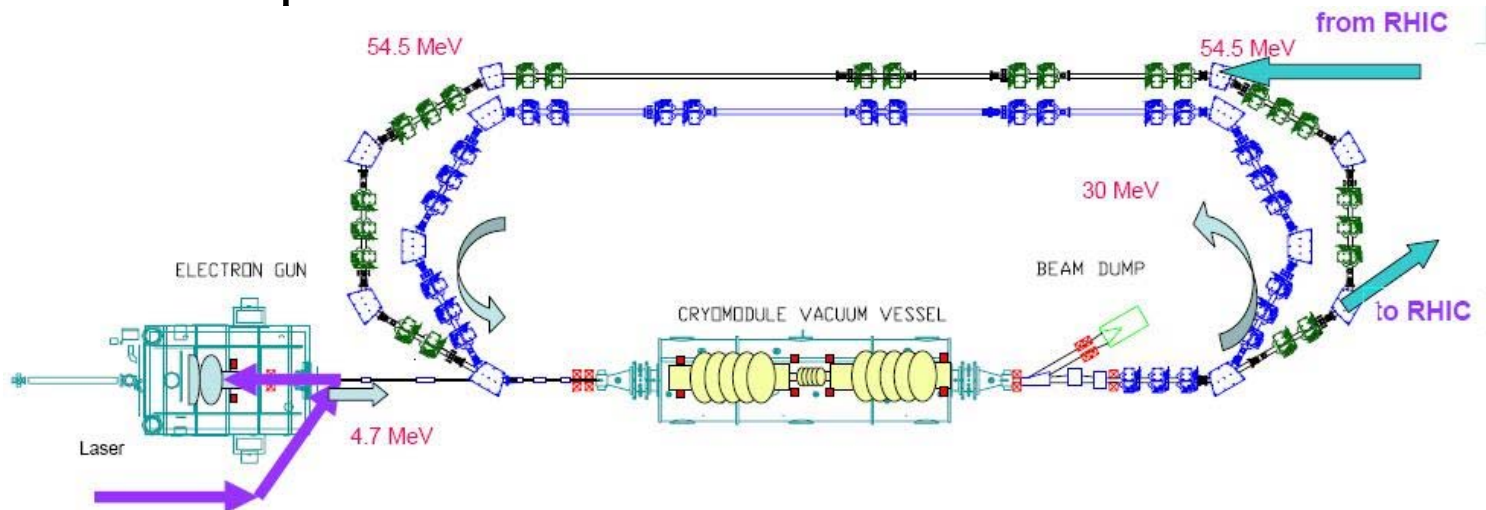 from RHIC
54.5 MeV
54.5 MeV
30 MeV
ELECTRON GUN
BEAM DUMP
CRYOMODULE VACUUM VESSEL
to RHIC
4.7 MeV
Laser